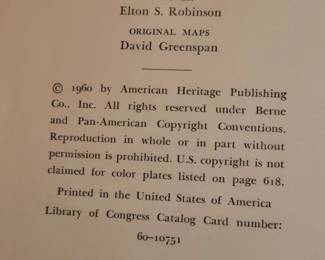 Elton S. Robinson
ORIGINAL MAPS
David Greenspan
© 1960 by American Heritage Publishing
Co., Inc. All rights reserved under Berne
and Pan-American Copyright Conventions.
Reproduction in whole or in part without
permission is prohibited. U.S. copyright is not
claimed for color plates listed on page 618.
Printed in the United States of America
Library of Congress Catalog Card number:
60-10751